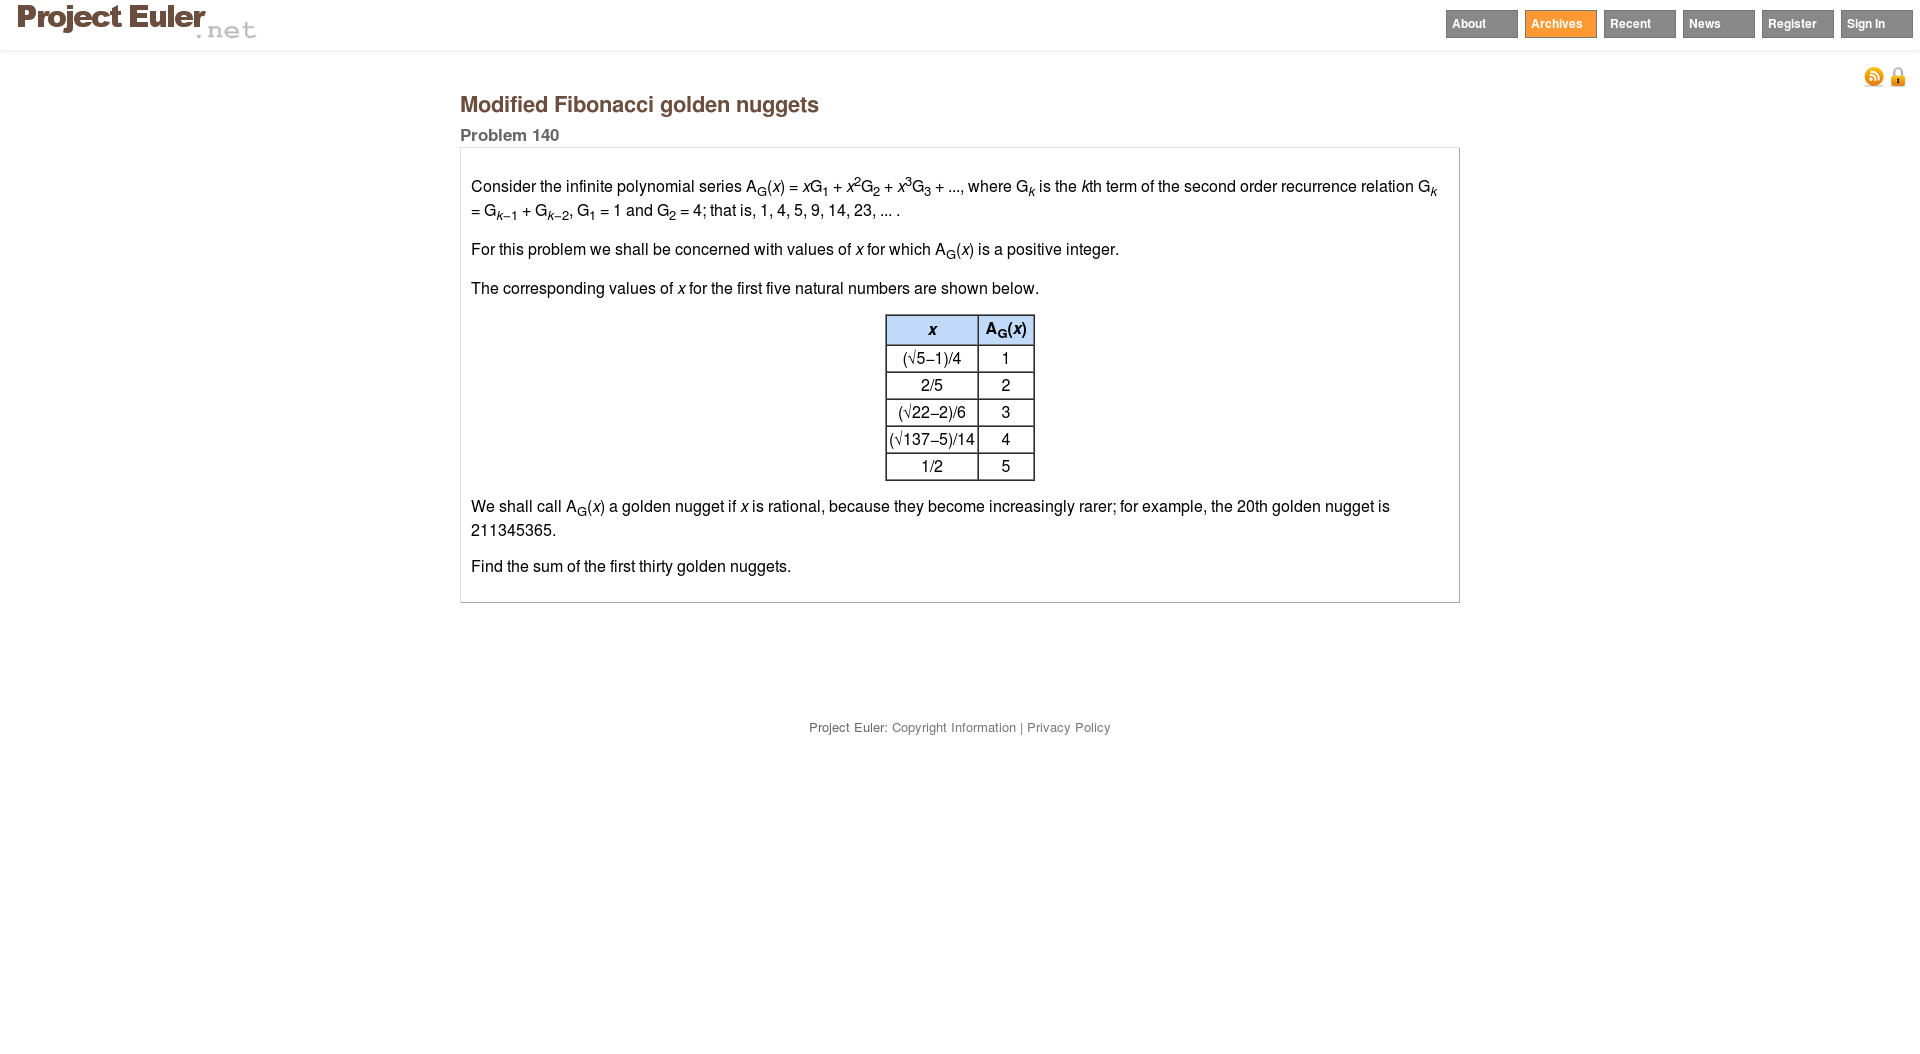 Project Euler.net
About Archives Recent News Register Sign In
Modified Fibonacci golden nuggets
Problem 140
Consider the infinite polynomial series A_G(x) = xG_1 + x^2G_2 + x^3G_3 + ..., where G_k is the kth term of the second order recurrence relation G_k
= G_k−1 + G_k−2, G_1 = 1 and G_2 = 4; that is, 1, 4, 5, 9, 14, 23, ... .
For this problem we shall be concerned with values of x for which A_G(x) is a positive integer.
The corresponding values of x for the first five natural numbers are shown below.
x A_G(x)
(√5−1)/4 1
2/5 2
(√22−2)/6 3
(√137−5)/14 4
1/2 5
We shall call A_G(x) a golden nugget if x is rational, because they become increasingly rarer; for example, the 20th golden nugget is
211345365.
Find the sum of the first thirty golden nuggets.
Project Euler: Copyright Information | Privacy Policy